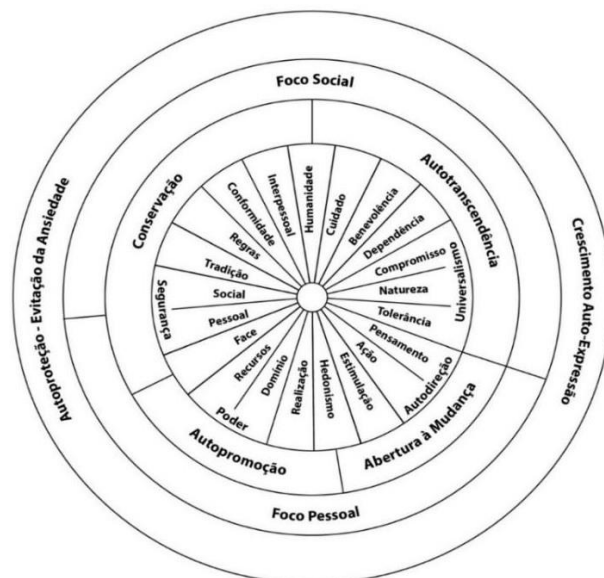 Foco Social
Autoproteção - Evitação da Ansiedade
Crescimento Auto-Expressão
Conservação
Autotranscendência
Humanidade
Cuidado
Benevolência
Dependência
Compromisso
Natureza
Tolerância
Universalismo
Pensamento
Ação
Autodireção
Estimulação
Hedonismo
Realização
Domínio
Recursos
Poder
Face
Pessoal
Social
Segurança
Tradição
Regras
Conformidade
Interpessoal
Autopromoção
Abertura à Mudança
Foco Pessoal